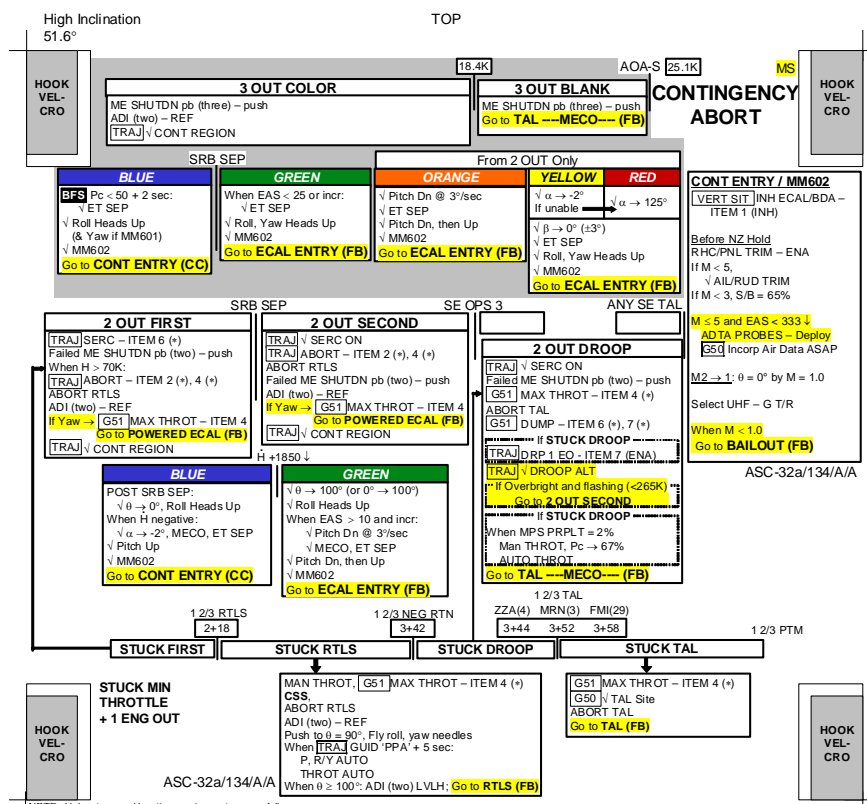 High Inclination
51.6°
TOP
HOOK
VEL-
CRO
HOOK
VEL-
CRO
18.4K
AOA-S 25.1K
MS
CONTINGENCY
ABORT
3 OUT COLOR
ME SHUTDN pb (three) – push
ADI (two) – REF
TRAJ √ CONT REGION
3 OUT BLANK
ME SHUTDN pb (three) – push
Go to TAL ----MECO---- (FB)
SRB SEP
From 2 OUT Only
BLUE
BFS Pc < 50 + 2 sec:
√ ET SEP
√ Roll Heads Up
(& Yaw if MM601)
√ MM602
Go to CONT ENTRY (CC)
GREEN
When EAS < 25 or incr:
√ ET SEP
√ Roll, Yaw Heads Up
√ MM602
Go to ECAL ENTRY (FB)
ORANGE
√ Pitch Dn @ 3°/sec
√ ET SEP
√ Pitch Dn, then Up
√ MM602
Go to ECAL ENTRY (FB)
YELLOW
RED
√ α → -2°
If unable
√ α → 125°
√ β → 0° (±3°)
√ ET SEP
√ Roll, Yaw Heads Up
√ MM602
Go to ECAL ENTRY (FB)
CONT ENTRY / MM602
VERT SIT INH ECAL/BDA –
ITEM 1 (INH)
Before NZ Hold
RHC/PNL TRIM – ENA
If M < 5,
√ AIL/RUD TRIM
If M < 3, S/B = 65%
M ≤ 5 and EAS < 333 ↓
ADTA PROBES – Deploy
G50 Incorp Air Data ASAP
M2 → 1: θ = 0° by M = 1.0
Select UHF – G T/R
When M < 1.0
Go to BAILOUT (FB)
ASC-32a/134/A/A
SRB SEP
SE OPS 3
ANY SE TAL
2 OUT FIRST
TRAJ SERC – ITEM 6 (*)
Failed ME SHUTDN pb (two) – push
When H > 70K:
TRAJ ABORT – ITEM 2 (*), 4 (*)
ABORT RTLS
ADI (two) – REF
If Yaw → G51 MAX THROT – ITEM 4
Go to POWERED ECAL (FB)
TRAJ √ CONT REGION
2 OUT SECOND
TRAJ √ SERC ON
TRAJ ABORT – ITEM 2 (*), 4 (*)
ABORT RTLS
Failed ME SHUTDN pb (two) – push
ADI (two) – REF
If Yaw → G51 MAX THROT – ITEM 4
Go to POWERED ECAL (FB)
TRAJ √ CONT REGION
2 OUT DROOP
TRAJ √ SERC ON
Failed ME SHUTDN pb (two) – push
G51 MAX THROT – ITEM 4 (*)
ABORT TAL
G51 DUMP – ITEM 6 (*), 7 (*)
If STUCK DROOP
TRAJ DRP 1 EO - ITEM 7 (ENA)
TRAJ √ DROOP ALT
If Overbright and flashing (<265K)
Go to 2 OUT SECOND
If STUCK DROOP
When MPS PRPLT = 2%
Man THROT, Pc → 67%
AUTO THROT
Go to TAL ----MECO---- (FB)
Ḣ +1850 ↓
BLUE
POST SRB SEP:
√ θ → 0°, Roll Heads Up
When Ḣ negative:
√ α → -2°, MECO, ET SEP
√ Pitch Up
√ MM602
Go to CONT ENTRY (CC)
GREEN
√ θ → 100° (or 0° → 100°)
√ Roll Heads Up
When EAS > 10 and incr:
√ Pitch Dn @ 3°/sec
√ MECO, ET SEP
√ Pitch Dn, then Up
√ MM602
Go to ECAL ENTRY (FB)
1 2/3 RTLS
2+18
1 2/3 NEG RTN
3+42
1 2/3 TAL
ZZA(4) MRN(3) FMI(29)
3+44 3+52 3+58
1 2/3 PTM
STUCK FIRST
STUCK RTLS
STUCK DROOP
STUCK TAL
STUCK MIN
THROTTLE
+ 1 ENG OUT
MAN THROT, G51 MAX THROT – ITEM 4 (*)
CSS,
ABORT RTLS
ADI (two) – REF
Push to θ = 90°, Fly roll, yaw needles
When TRAJ GUID 'PPA' + 5 sec:
P, R/Y AUTO
THROT AUTO
When θ ≥ 100°: ADI (two) LVLH; Go to RTLS (FB)
G51 MAX THROT – ITEM 4 (*)
G50 √ TAL Site
ABORT TAL
Go to TAL (FB)
HOOK
VEL-
CRO
HOOK
VEL-
CRO
ASC-32a/134/A/A